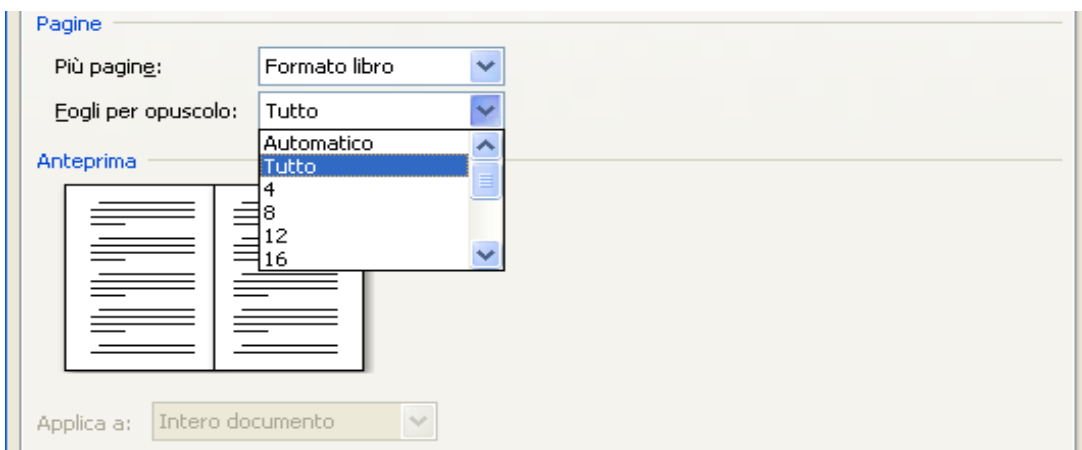 Pagine
Più pagine: Formato libro
Fogli per opuscolo: Tutto
Automatico
Tutto
4
8
12
16
Anteprima
Applica a: Intero documento